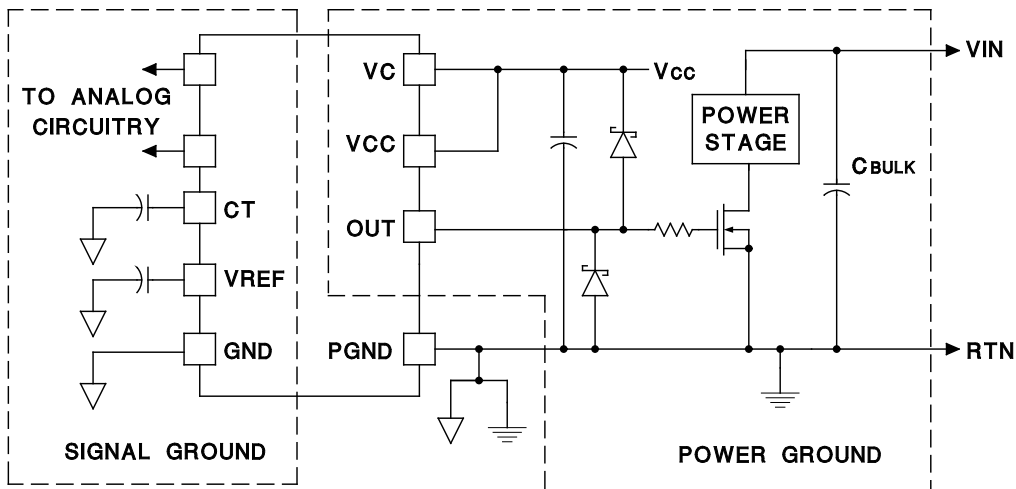 VIN
VC
Vcc
TO ANALOG
CIRCUITRY
POWER
STAGE
VCC
CBULK
CT
OUT
VREF
GND
PGND
RTN
SIGNAL GROUND
POWER GROUND